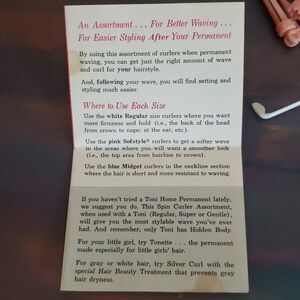 An Assortment . . . For Better Waving . . .
For Easier Styling After Your Permanent
By using this assortment of curlers when permanent
waving, you can get just the right amount of wave
and curl for your hairstyle.
And, following your wave, you will find setting and
styling much easier.
Where to Use Each Size
Use the white Regular size curlers where you want
more firmness and hold (i.e., the back of the head
from crown to nape; at the ear, etc.).
Use the pink Sofstyle® curlers to get a softer wave
in the areas where you will want a smoother look
(i.e., the top area from hairline to crown).
Use the blue Midget curlers in the neckline section
where the hair is short and more resistant to waving.
If you haven't tried a Toni Home Permanent lately,
we suggest you do. This Spin Curler Assortment,
when used with a Toni (Regular, Super or Gentle),
will give you the most stylable wave you've ever
had. And remember, only Toni has Hidden Body.
For your little girl, try Tonette . . . the permanent
made especially for little girls' hair.
For gray or white hair, try Silver Curl with the
special Hair Beauty Treatment that prevents gray
hair dryness.